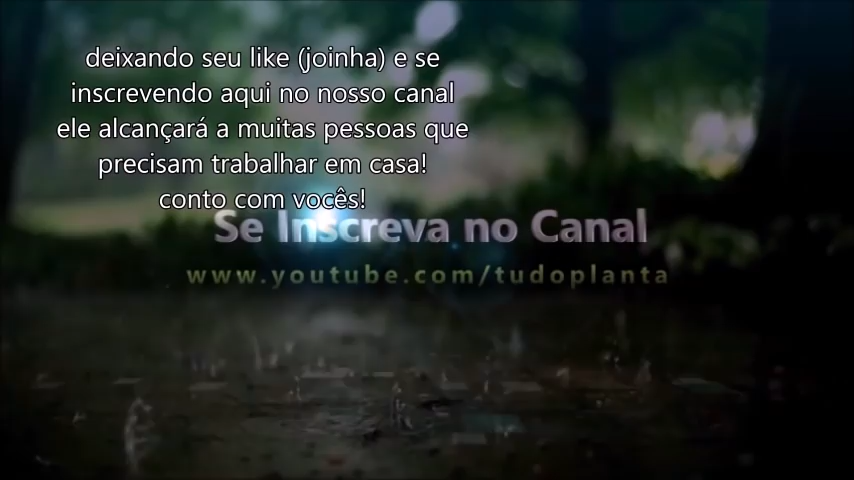 deixando seu like (joinha) e se
inscrevendo aqui no nosso canal
ele alcançará a muitas pessoas que
precisam trabalhar em casa!
conto com vocês!
Se Inscreva no Canal
www.youtube.com/tudoplanta